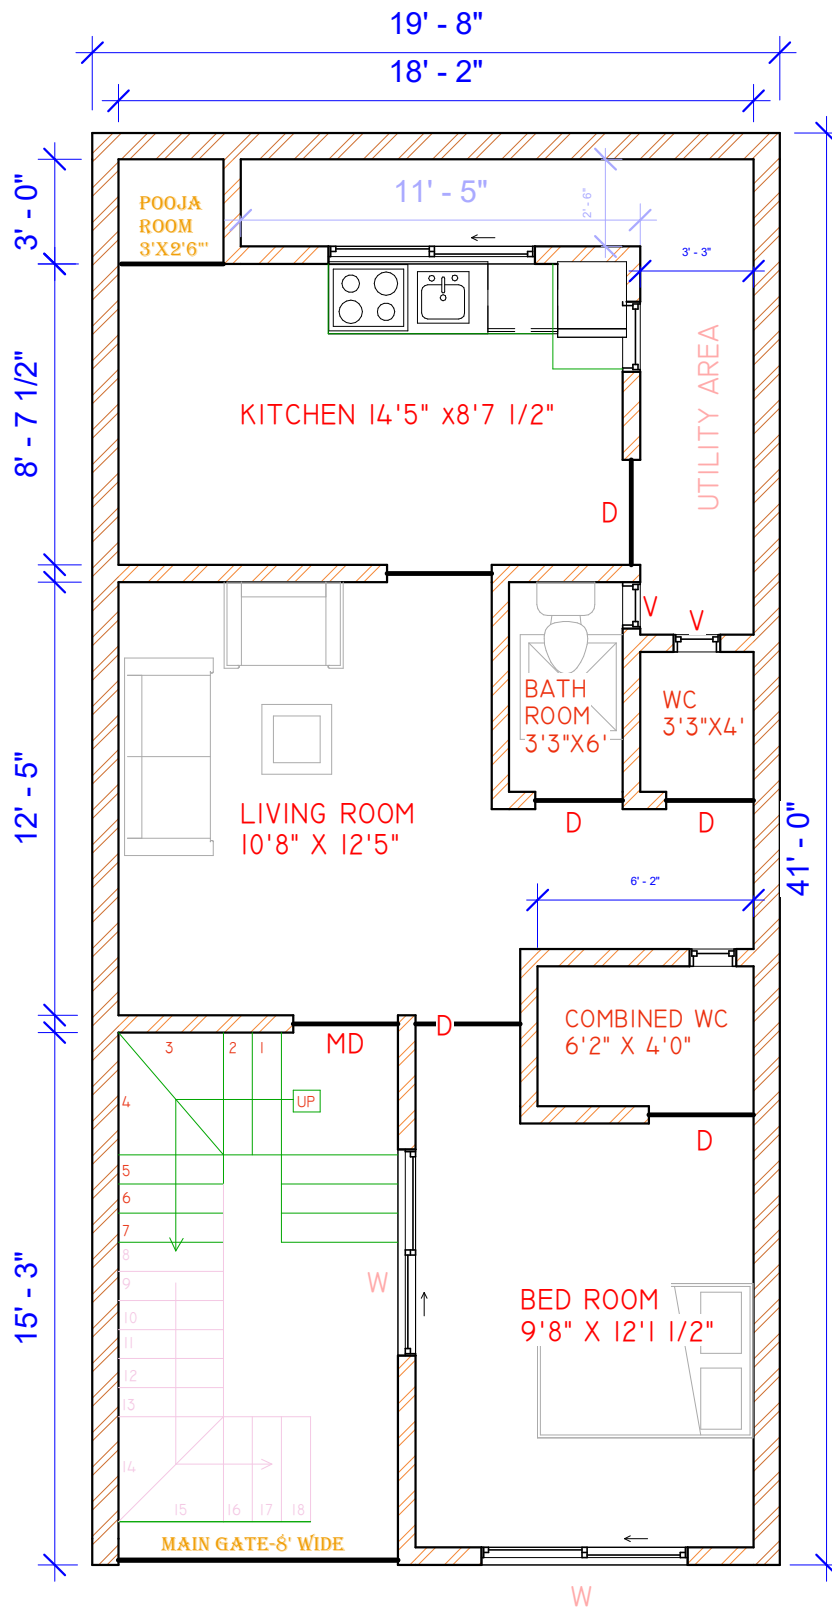 19' - 8"
18' - 2"
3' - 0"
POOJA
ROOM
3'X2'6"'
11' - 5"
2' - 6"
3' - 3"
8' - 7 1/2"
KITCHEN 14'5" x8'7 1/2"
UTILITY AREA
D
V
V
BATH
ROOM
3'3"X6'
WC
3'3"X4'
12' - 5"
LIVING ROOM
10'8" X 12'5"
D
D
41' - 0"
6' - 2"
COMBINED WC
6'2" X 4'0"
MD
D
D
3
2
1
UP
4
5
6
7
8
9
10
11
12
13
14
15
16
17
18
15' - 3"
W
BED ROOM
9'8" X 12'1 1/2"
MAIN GATE-8' WIDE
W